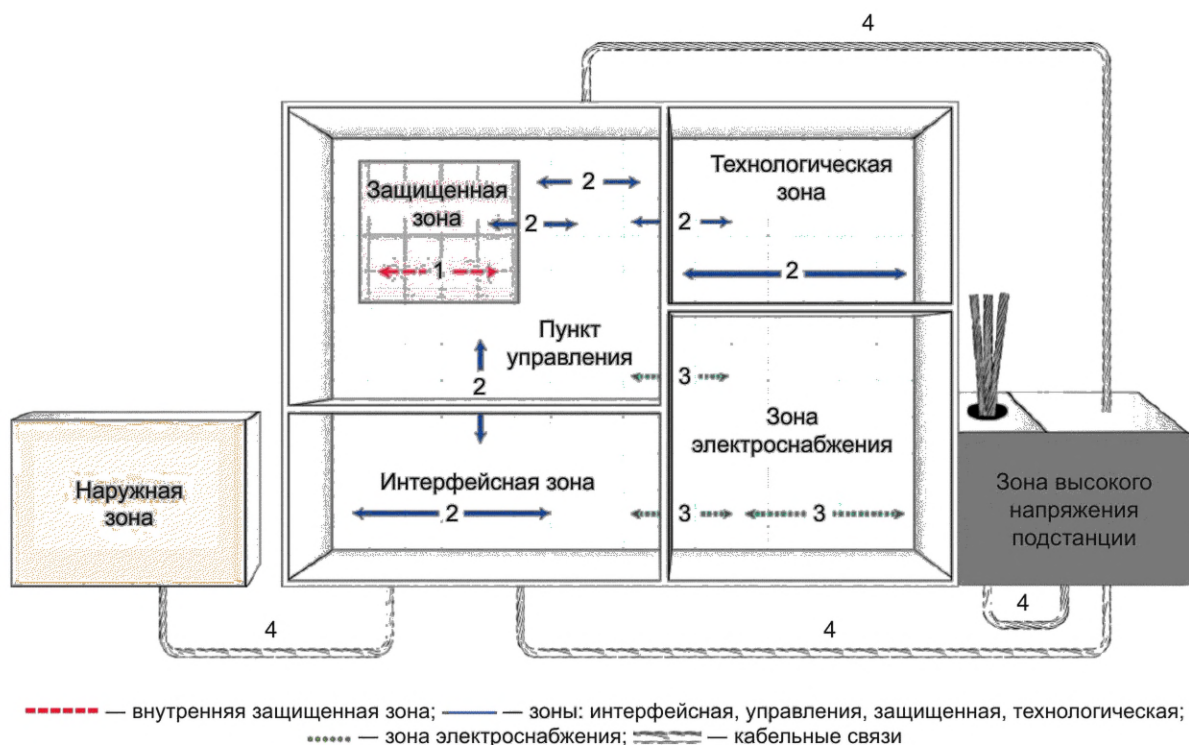 4
Защищенная
зона
2
2
1
Технологическая
зона
2
2
Пункт
управления
2
3
Зона
электроснабжения
Наружная
зона
Интерфейсная зона
2
3
3
Зона высокого
напряжения
подстанции
4
4
4
— внутренняя защищенная зона; — зоны: интерфейсная, управления, защищенная, технологическая;
— зона электроснабжения; — кабельные связи